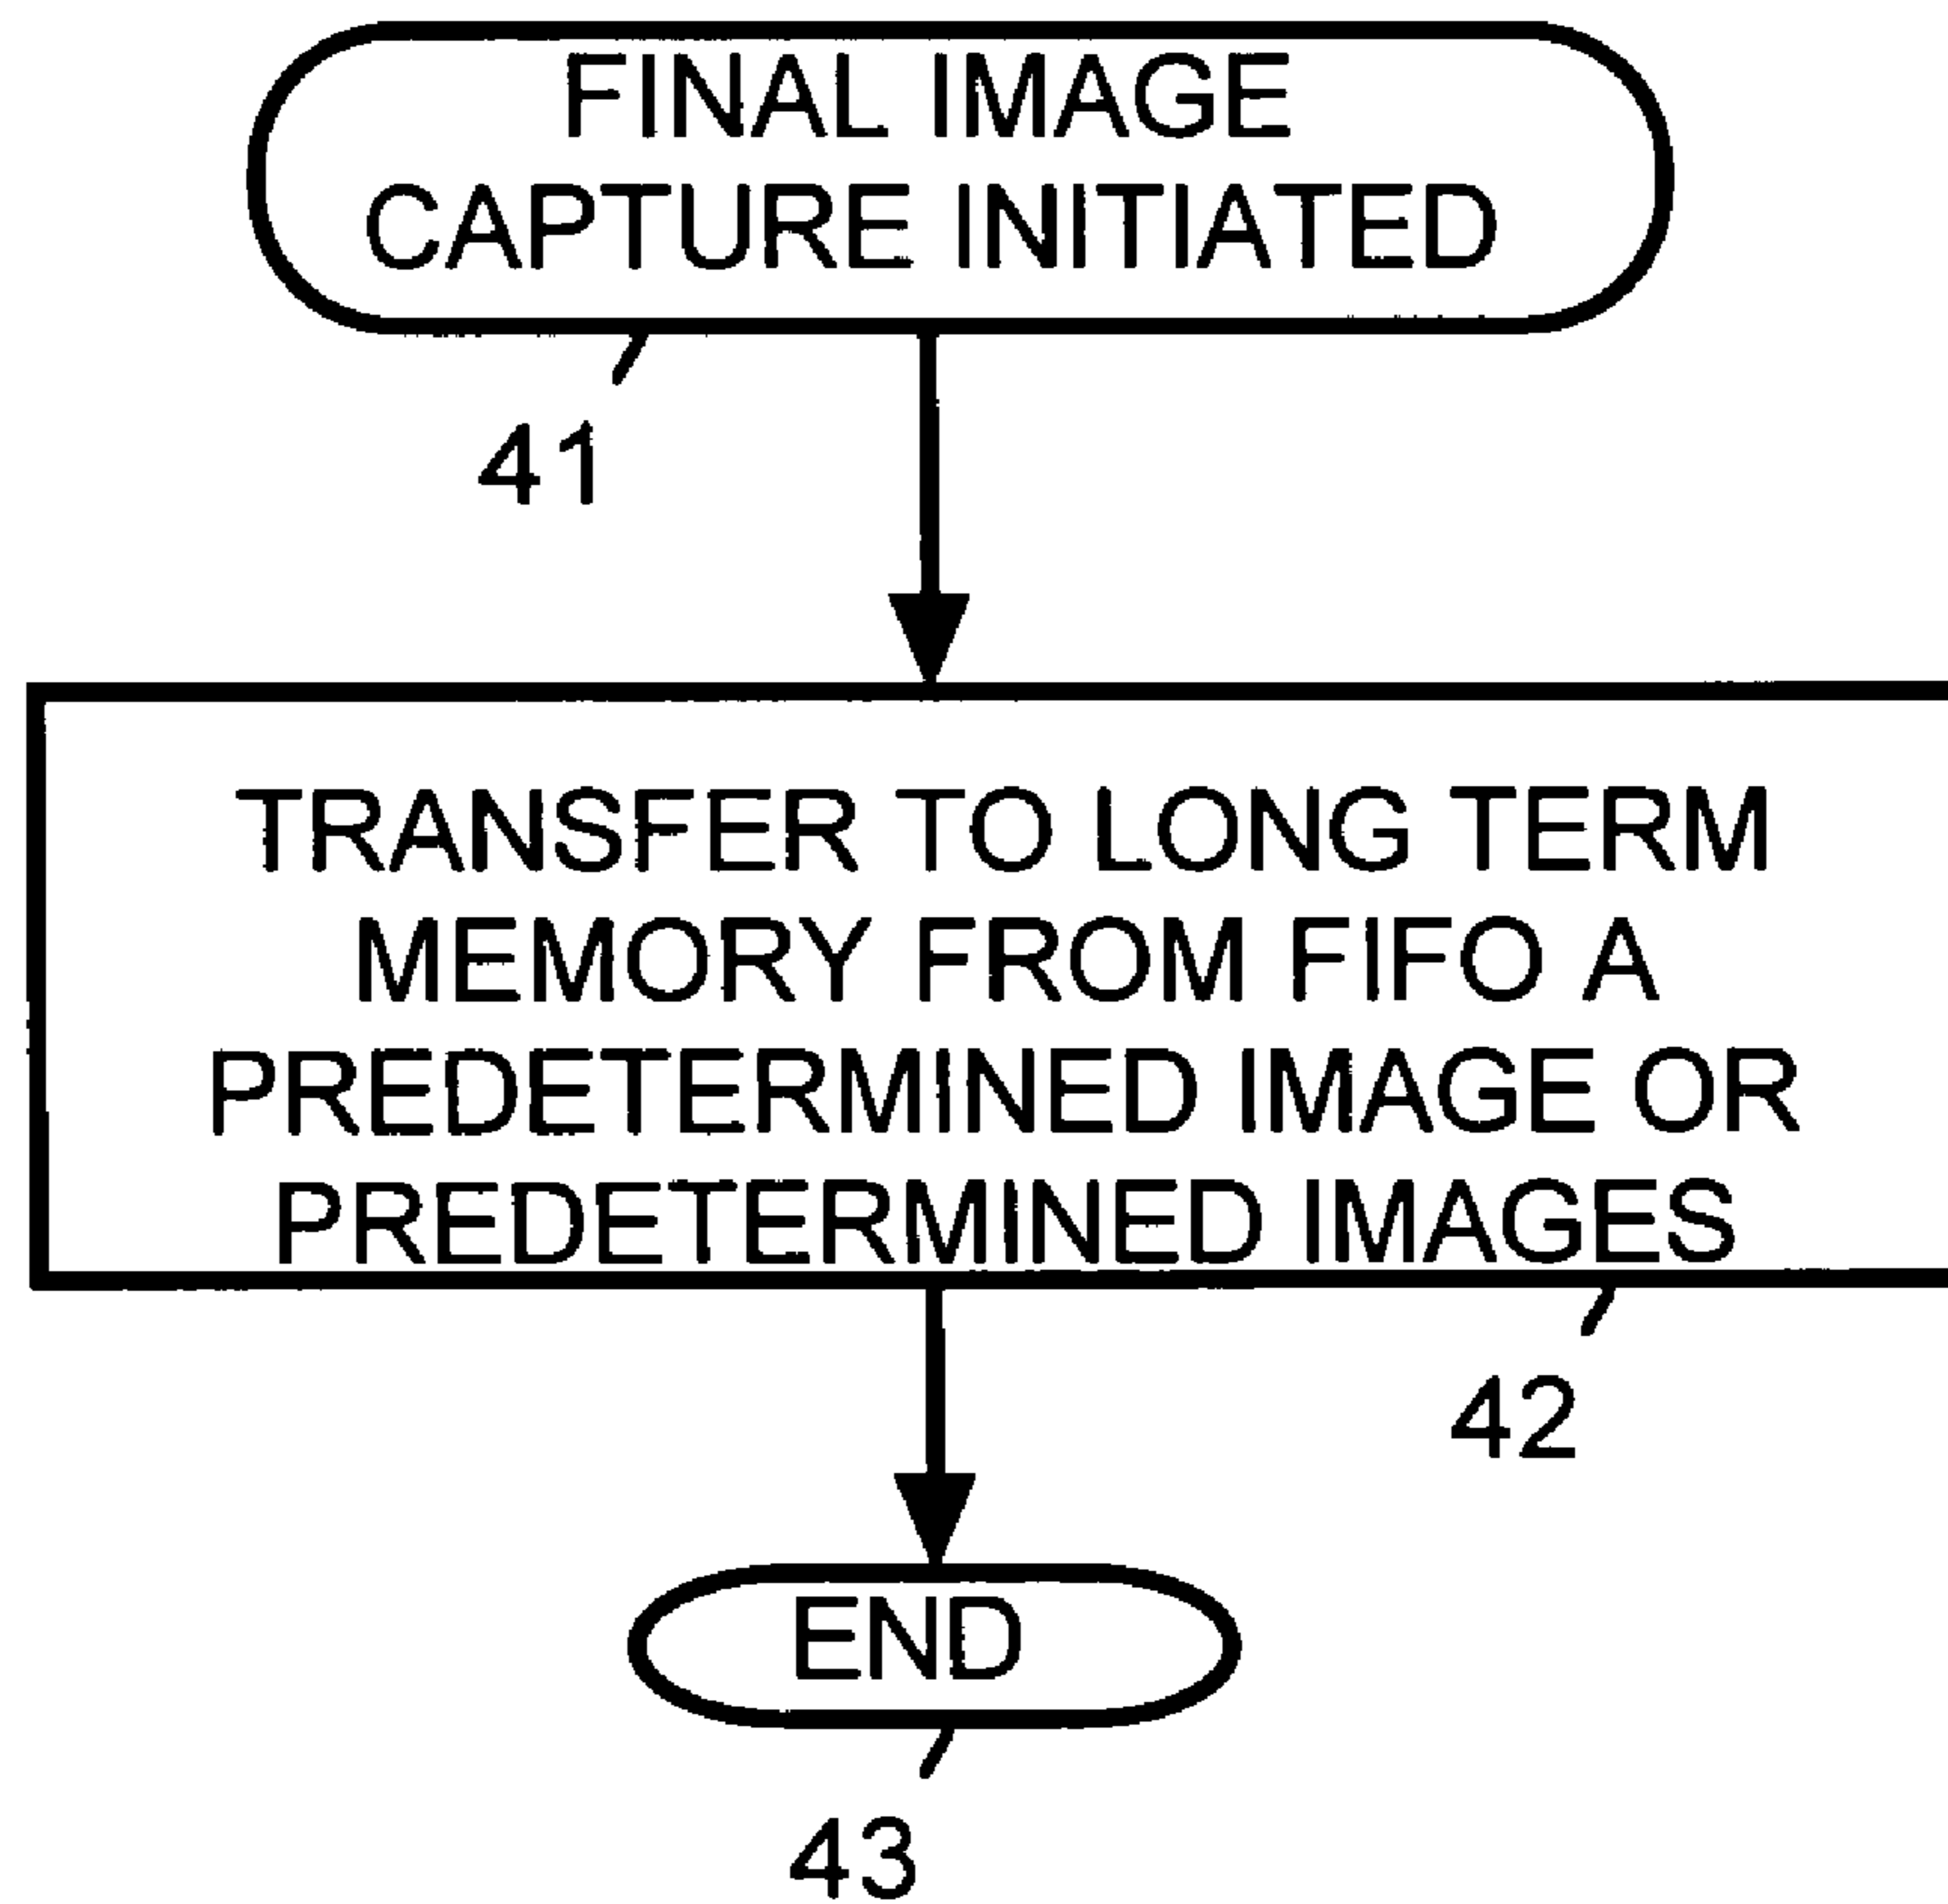 FINAL IMAGE
CAPTURE INITIATED
41
TRANSFER TO LONG TERM
MEMORY FROM FIFO A
PREDETERMINED IMAGE OR
PREDETERMINED IMAGES
42
END
43